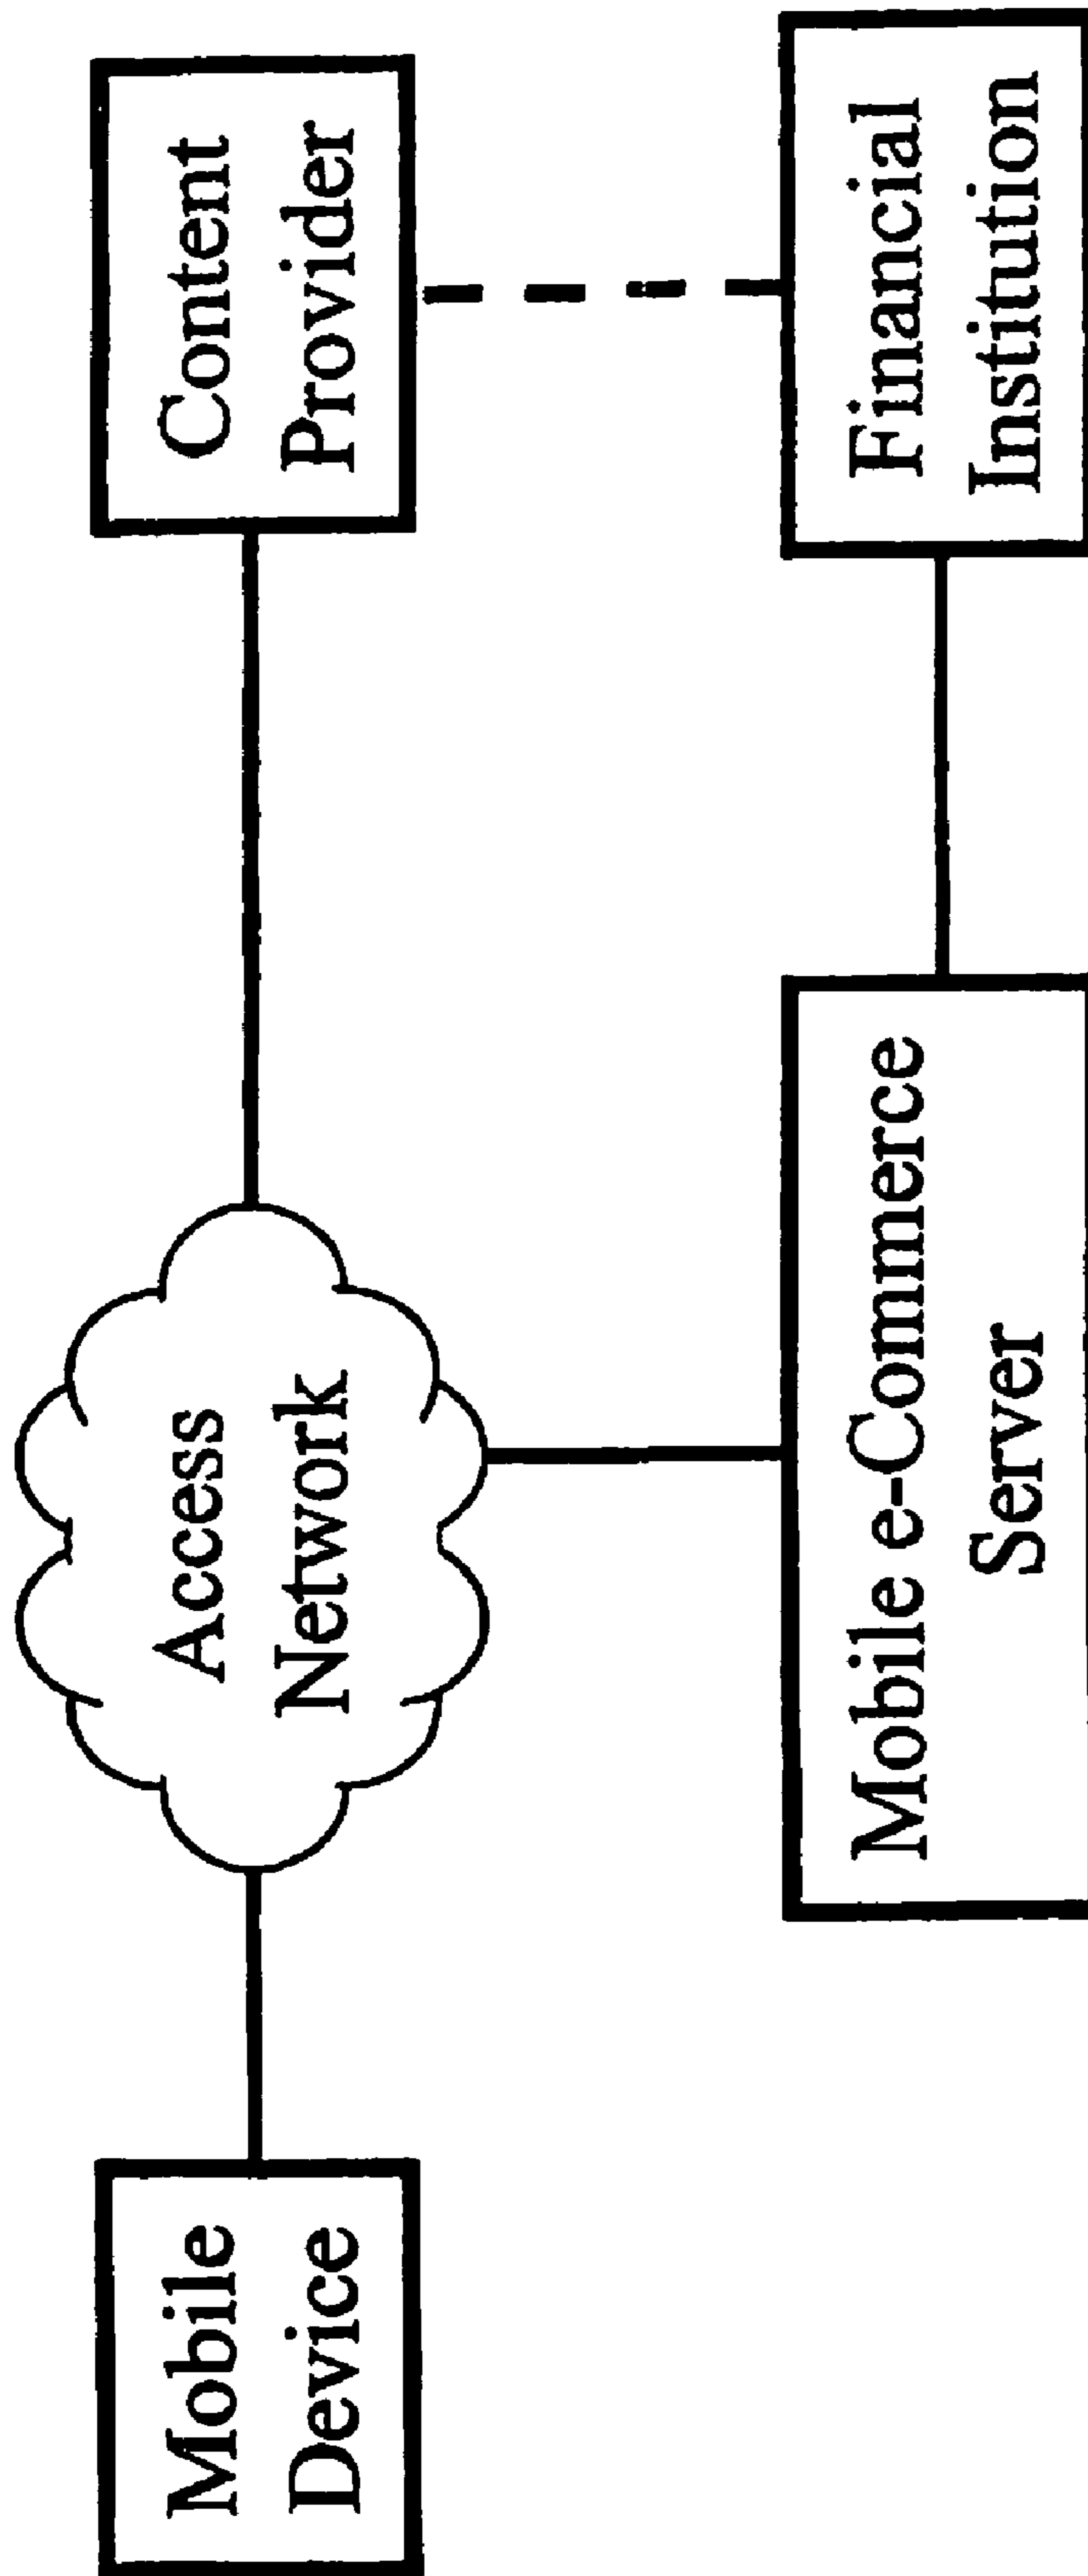 Mobile
Device
Access
Network
Content
Provider
Mobile e-Commerce
Server
Financial
Institution